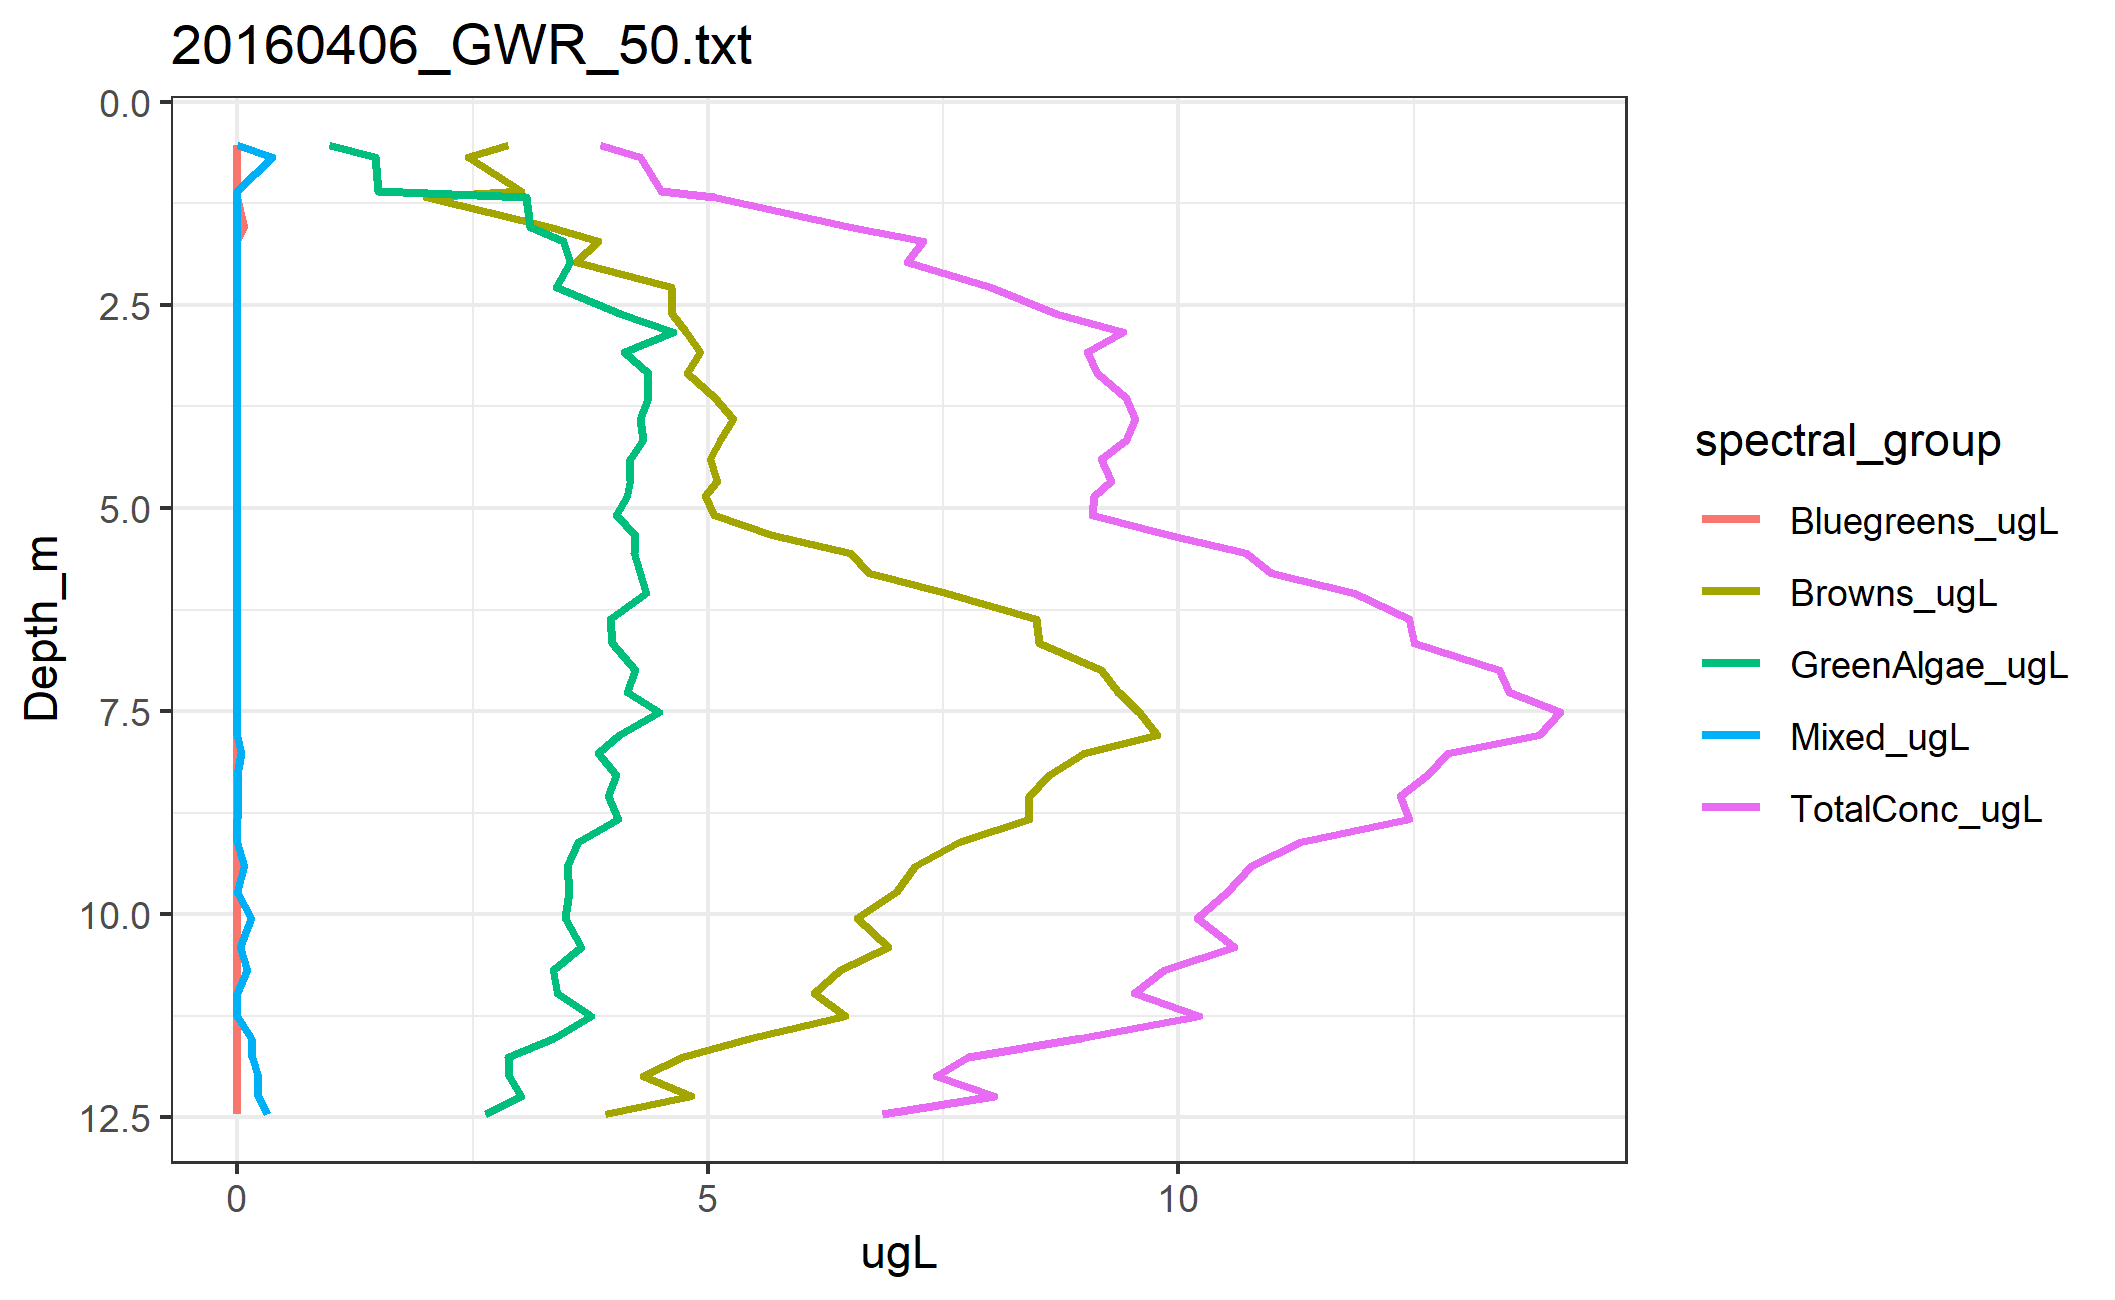 20160406_GWR_50.txt
0.0
2.5
5.0
7.5
10.0
12.5
Depth_m
0 5 10
ugL
spectral_group
Bluegreens_ugL
Browns_ugL
GreenAlgae_ugL
Mixed_ugL
TotalConc_ugL